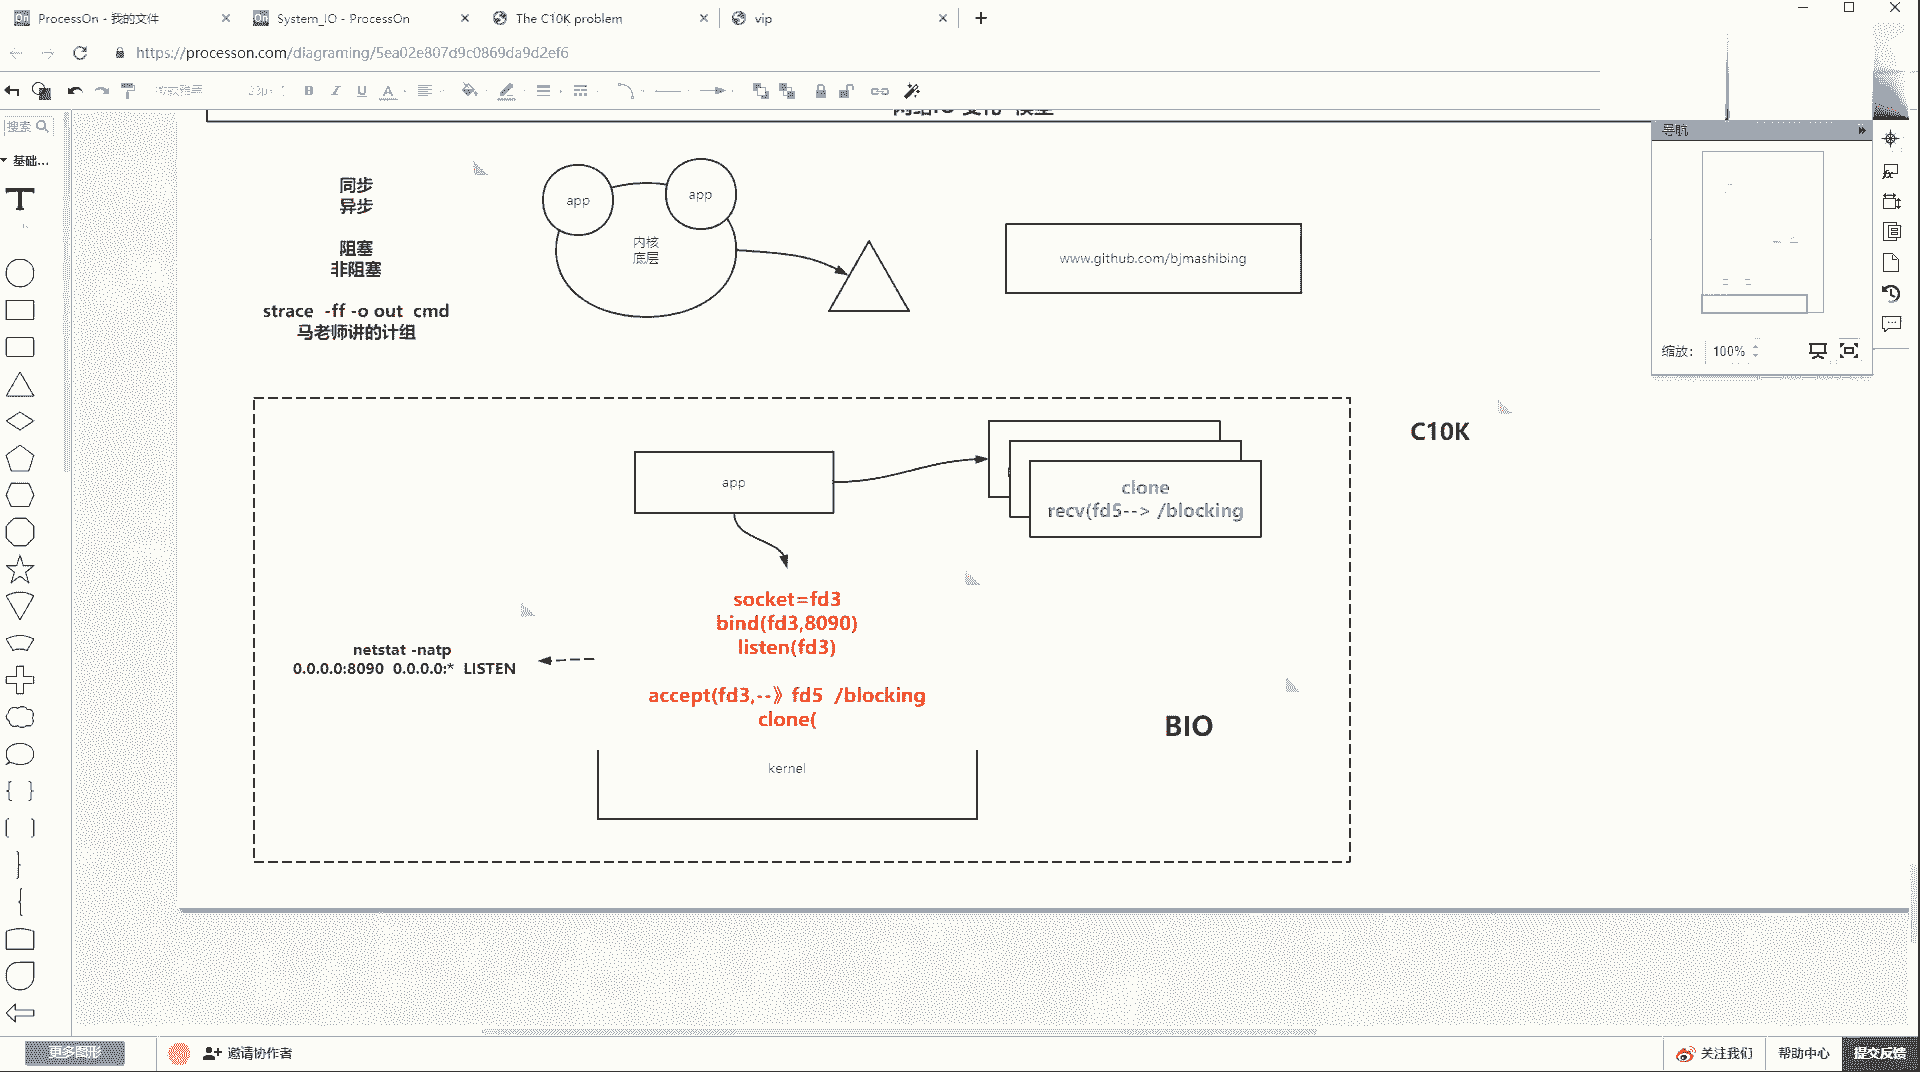 ProcessOn - 我的文件
System_IO - ProcessOn
The C10K problem
vip
https://processon.com/diagraming/5ea02e807d9c0869da9d2ef6
B I U A
搜索
导航
基础...
T
同步
异步
阻塞
非阻塞
strace -ff -o out cmd
马老师讲的计组
app
app
内核
底层
www.github.com/bjmashibing
缩放：
100%
C10K
app
clone
recv(fd5--> /blocking
socket=fd3
bind(fd3,8090)
listen(fd3)
netstat -natp
0.0.0.0:8090 0.0.0.0:* LISTEN
accept(fd3,--》fd5 /blocking
clone(
BIO
kernel
更多图形
邀请协作者
关注我们
帮助中心
提交反馈